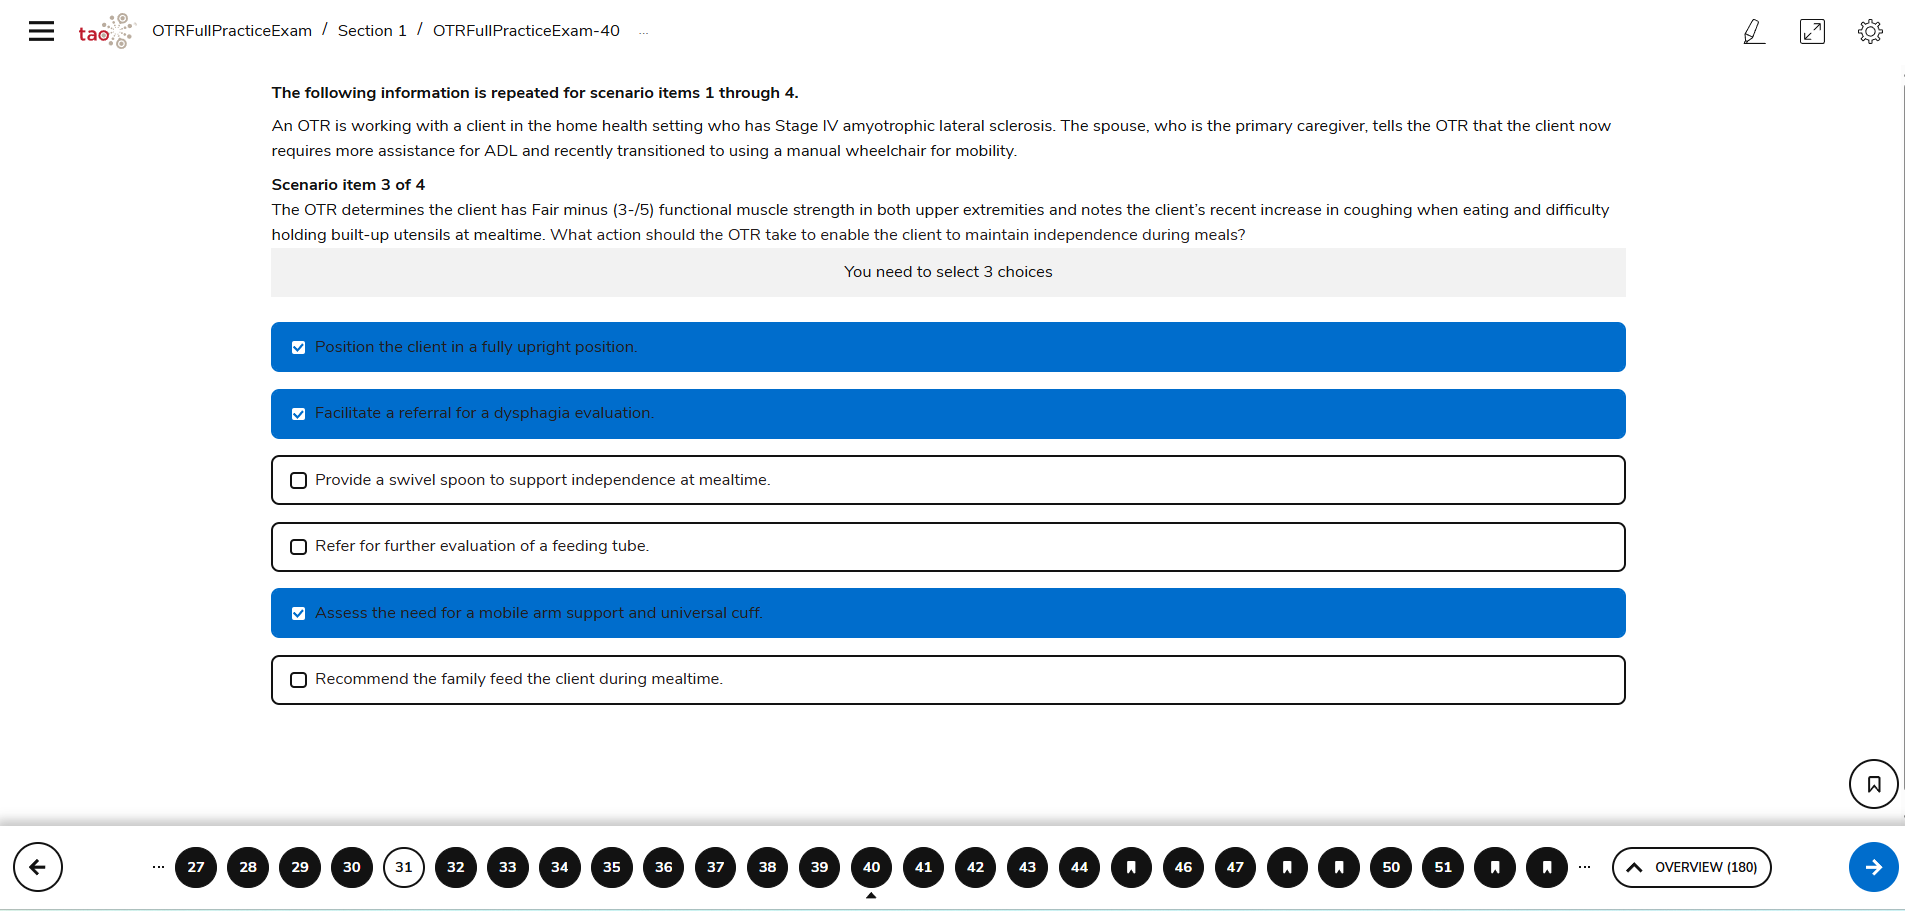 tao
OTRFullPracticeExam / Section 1 / OTRFullPracticeExam-40 ...
The following information is repeated for scenario items 1 through 4.
An OTR is working with a client in the home health setting who has Stage IV amyotrophic lateral sclerosis. The spouse, who is the primary caregiver, tells the OTR that the client now
requires more assistance for ADL and recently transitioned to using a manual wheelchair for mobility.
Scenario item 3 of 4
The OTR determines the client has Fair minus (3-/5) functional muscle strength in both upper extremities and notes the client’s recent increase in coughing when eating and difficulty
holding built-up utensils at mealtime. What action should the OTR take to enable the client to maintain independence during meals?
You need to select 3 choices
Position the client in a fully upright position.
Facilitate a referral for a dysphagia evaluation.
Provide a swivel spoon to support independence at mealtime.
Refer for further evaluation of a feeding tube.
Assess the need for a mobile arm support and universal cuff.
Recommend the family feed the client during mealtime.
... 27 28 29 30 31 32 33 34 35 36 37 38 39 40 41 42 43 44 46 47 50 51 ... OVERVIEW (180)